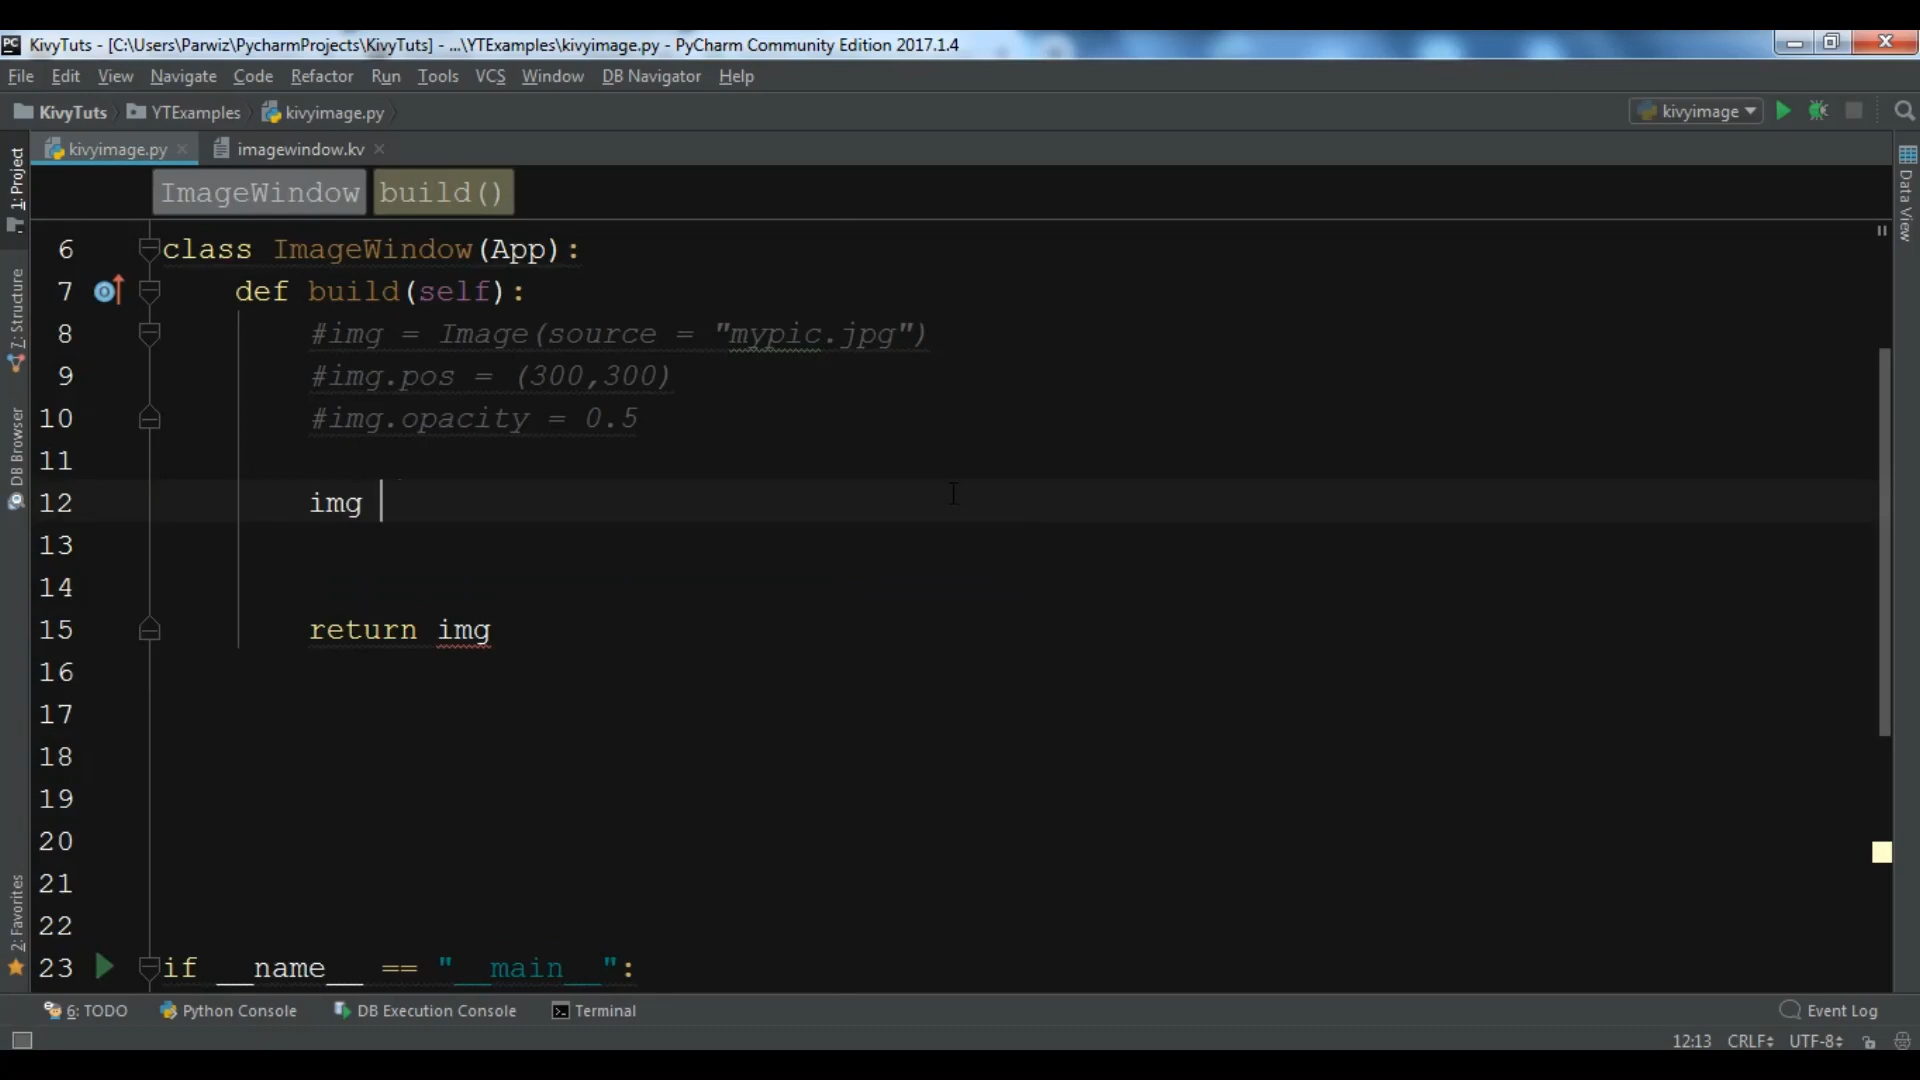 KivyTuts - [C:\Users\Parwiz\PycharmProjects\KivyTuts] - ...\YTExamples\kivyimage.py - PyCharm Community Edition 2017.1.4
File Edit View Navigate Code Refactor Run Tools VCS Window DB Navigator Help
KivyTuts YTExamples kivyimage.py kivyimage
kivyimage.py imagewindow.kv
ImageWindow build()
1: Project
7: Structure
DB Browser
2: Favorites
Data View
6 class ImageWindow(App):
7 def build(self):
8 #img = Image(source = "mypic.jpg")
9 #img.pos = (300,300)
10 #img.opacity = 0.5
11
12 img
13
14
15 return img
16
17
18
19
20
21
22
23 if __name__ == "__main__":
6: TODO Python Console DB Execution Console Terminal Event Log
12:13 CRLF UTF-8